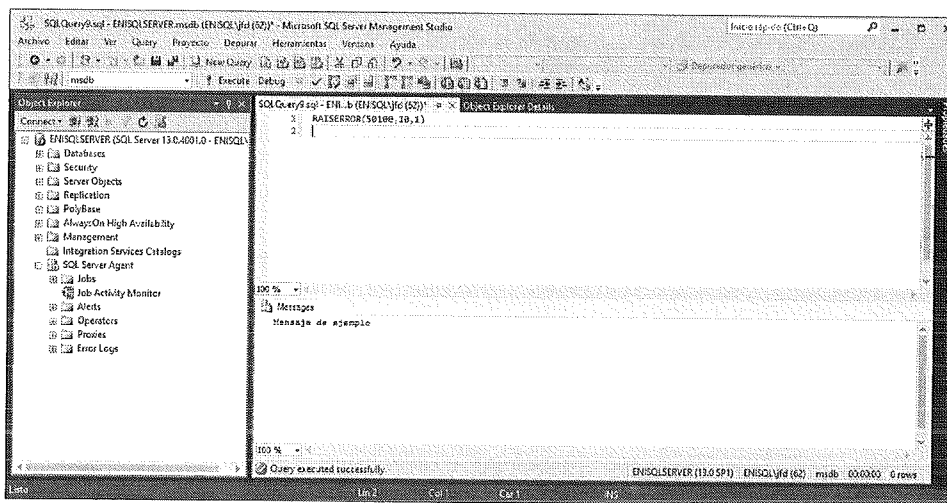 SQLQuery9.sql - ENISQLSERVER.msdb (ENISQL\jfd (62))* - Microsoft SQL Server Management Studio
Inicio rápido (Ctrl+Q)
Archivo Editar Ver Query Proyecto Depurar Herramientas Ventana Ayuda
New Query
Depurador genérico
msdb
Execute Debug
Object Explorer
SQLQuery9.sql - ENI...b (ENISQL\jfd (62))* Object Explorer Details
Connect
ENISQLSERVER (SQL Server 13.0.4001.0 - ENISQL\
Databases
Security
Server Objects
Replication
PolyBase
AlwaysOn High Availability
Management
Integration Services Catalogs
SQL Server Agent
Jobs
Job Activity Monitor
Alerts
Operators
Proxies
Error Logs
1 RAISERROR(50100,10,1)
2
100 %
Messages
Mensaje de ejemplo
100 %
Query executed successfully.
ENISQLSERVER (13.0 SP1) ENISQL\jfd (62) msdb 00:00:00 0 rows
Listo
Lín 2 Col 1 Car 1 INS